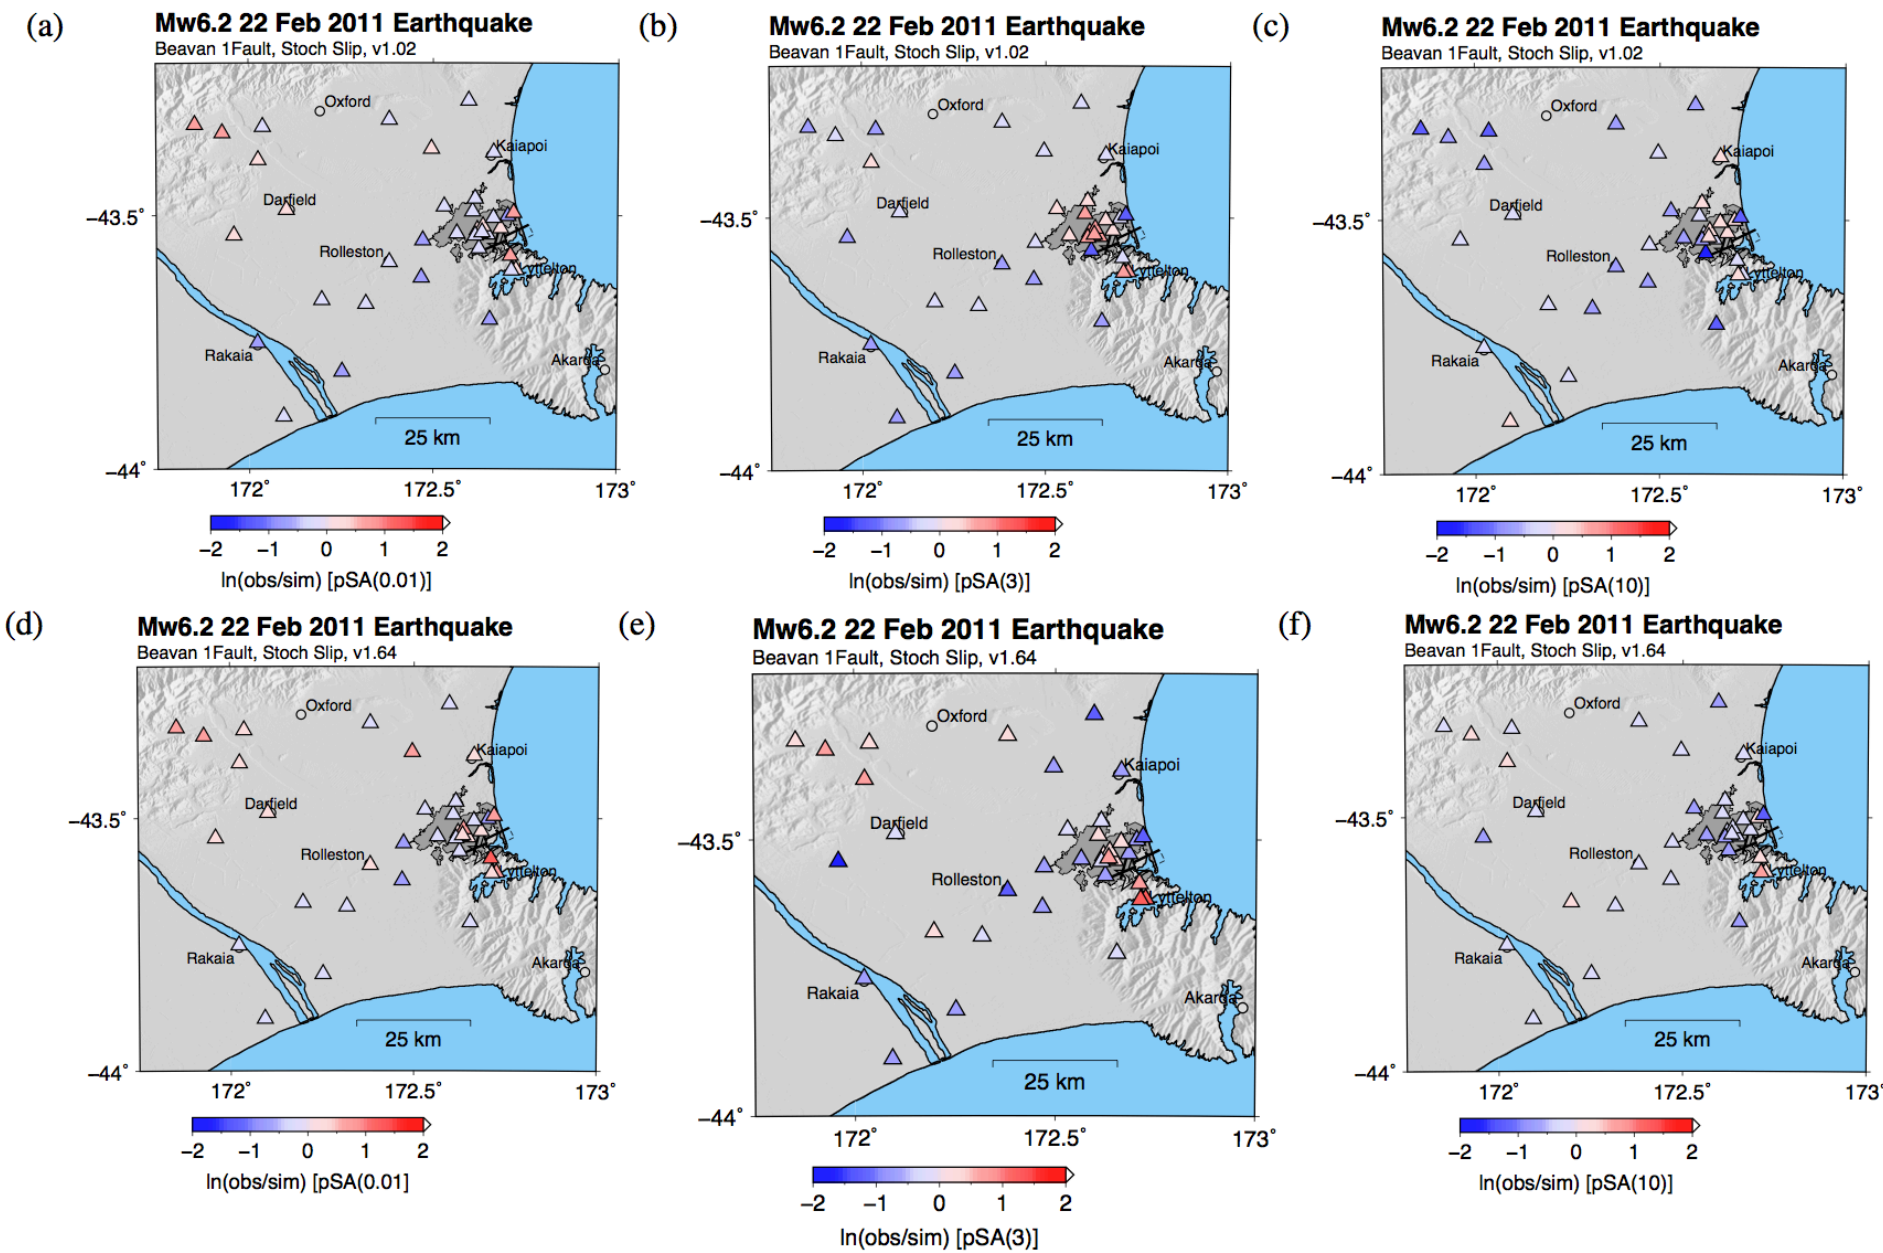 (a)
Mw6.2 22 Feb 2011 Earthquake
Beavan 1Fault, Stoch Slip, v1.02
Oxford
Kaiapoi
Darfield
−43.5°
Rolleston
Lyttelton
Rakaia
Akaroa
25 km
−44°
172° 172.5° 173°
−2 −1 0 1 2
ln(obs/sim) [pSA(0.01)]
(b)
Mw6.2 22 Feb 2011 Earthquake
Beavan 1Fault, Stoch Slip, v1.02
Oxford
Kaiapoi
Darfield
−43.5°
Rolleston
Lyttelton
Rakaia
Akaroa
25 km
−44°
172° 172.5° 173°
−2 −1 0 1 2
ln(obs/sim) [pSA(3)]
(c)
Mw6.2 22 Feb 2011 Earthquake
Beavan 1Fault, Stoch Slip, v1.02
Oxford
Kaiapoi
Darfield
−43.5°
Rolleston
Lyttelton
Rakaia
Akaroa
25 km
−44°
172° 172.5° 173°
−2 −1 0 1 2
ln(obs/sim) [pSA(10)]
(d)
Mw6.2 22 Feb 2011 Earthquake
Beavan 1Fault, Stoch Slip, v1.64
Oxford
Kaiapoi
Darfield
−43.5°
Rolleston
Lyttelton
Rakaia
Akaroa
25 km
−44°
172° 172.5° 173°
−2 −1 0 1 2
ln(obs/sim) [pSA(0.01]
(e)
Mw6.2 22 Feb 2011 Earthquake
Beavan 1Fault, Stoch Slip, v1.64
Oxford
Kaiapoi
Darfield
−43.5°
Rolleston
Lyttelton
Rakaia
Akaroa
25 km
−44°
172° 172.5° 173°
−2 −1 0 1 2
ln(obs/sim) [pSA(3)]
(f)
Mw6.2 22 Feb 2011 Earthquake
Beavan 1Fault, Stoch Slip, v1.64
Oxford
Kaiapoi
Darfield
−43.5°
Rolleston
Lyttelton
Rakaia
Akaroa
25 km
−44°
172° 172.5° 173°
−2 −1 0 1 2
ln(obs/sim) [pSA(10)]